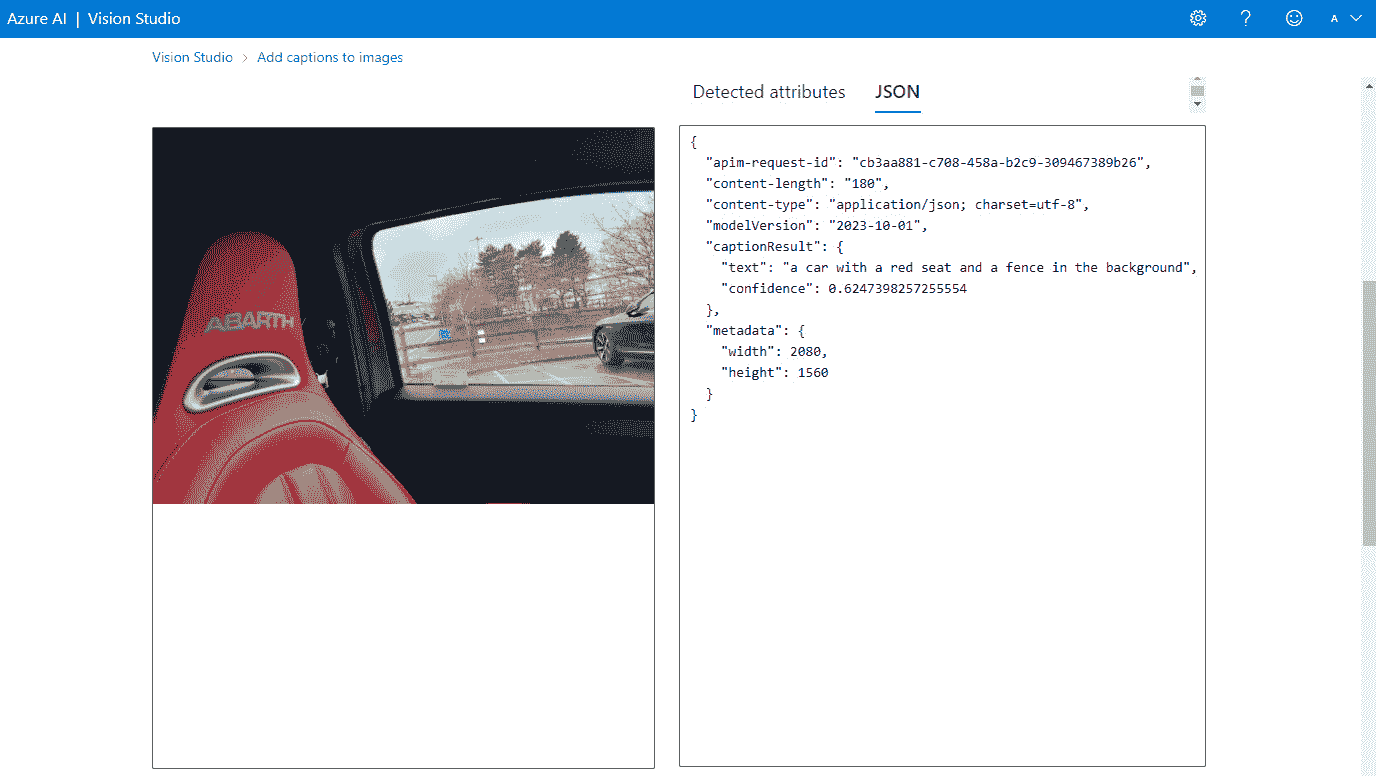 Azure AI | Vision Studio
A
Vision Studio > Add captions to images
Detected attributes JSON
ABARTH
{
"apim-request-id": "cb3aa881-c708-458a-b2c9-309467389b26",
"content-length": "180",
"content-type": "application/json; charset=utf-8",
"modelVersion": "2023-10-01",
"captionResult": {
"text": "a car with a red seat and a fence in the background",
"confidence": 0.6247398257255554
},
"metadata": {
"width": 2080,
"height": 1560
}
}